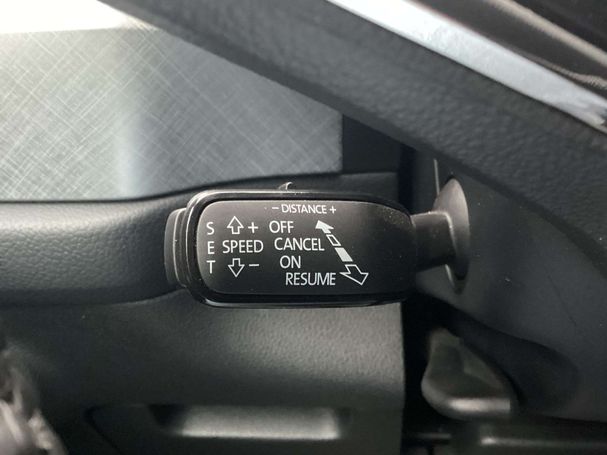 - DISTANCE +
S + OFF
E SPEED CANCEL
T - ON
RESUME